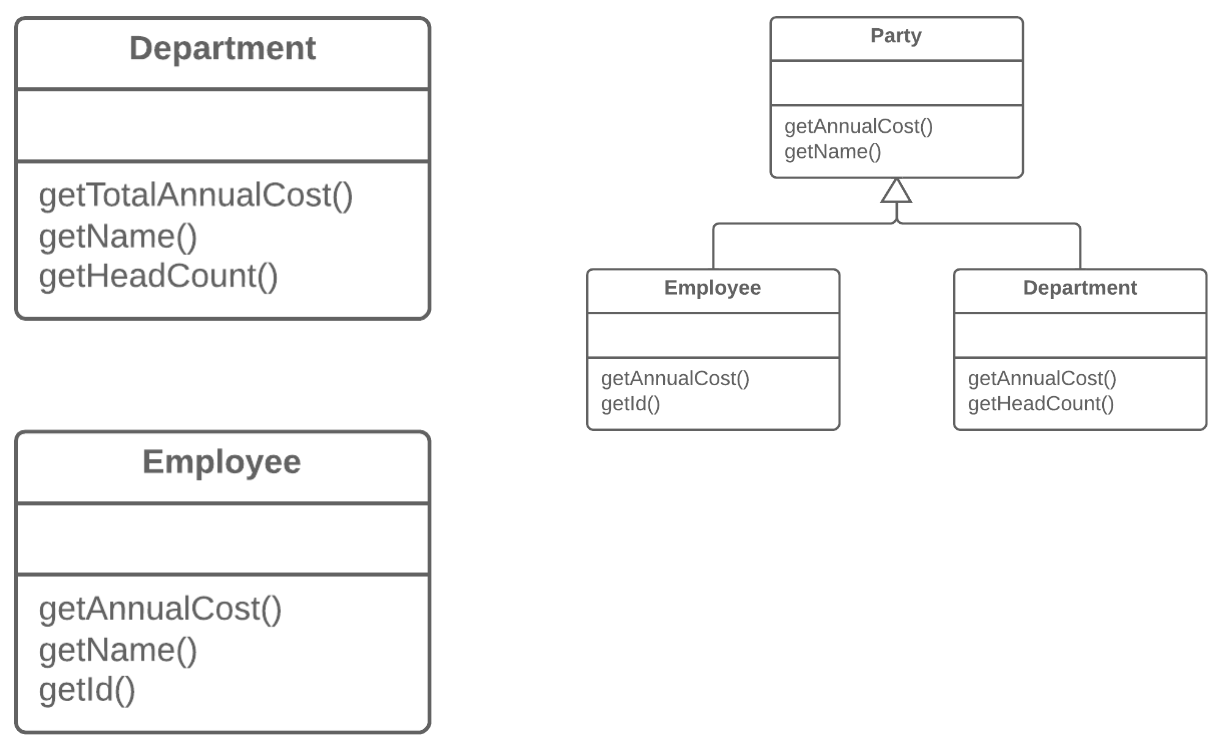 Department
getTotalAnnualCost()
getName()
getHeadCount()
Employee
getAnnualCost()
getName()
getId()
Party
getAnnualCost()
getName()
Employee
getAnnualCost()
getId()
Department
getAnnualCost()
getHeadCount()